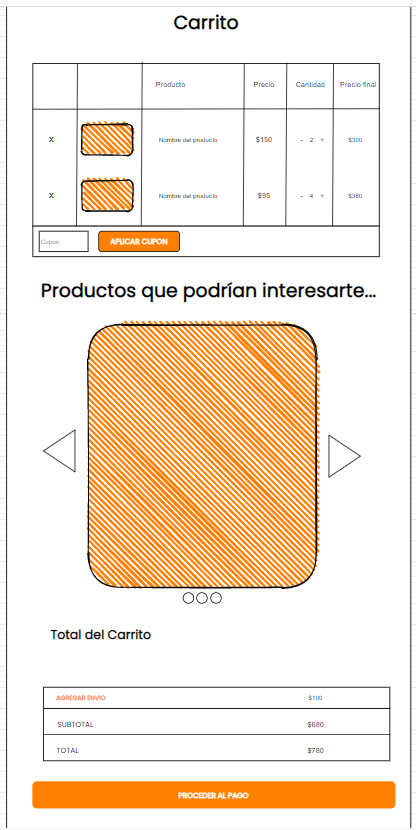 Carrito
Producto Precio Cantidad Precio final
X Nombre del producto $150 - 2 + $300
X Nombre del producto $95 - 4 + $380
Cupon APLICAR CUPON
Productos que podrían interesarte...
Total del Carrito
AGREGAR ENVIO $100
SUBTOTAL $680
TOTAL $780
PROCEDER AL PAGO